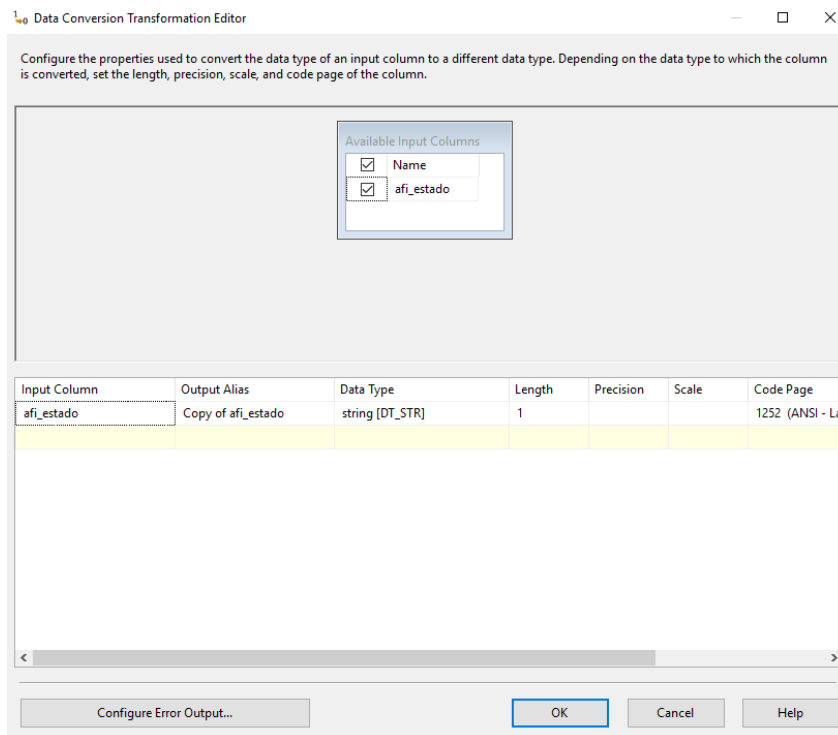 Data Conversion Transformation Editor
Configure the properties used to convert the data type of an input column to a different data type. Depending on the data type to which the column
is converted, set the length, precision, scale, and code page of the column.
Available Input Columns
Name
afi_estado
Input Column Output Alias Data Type Length Precision Scale Code Page
afi_estado Copy of afi_estado string [DT_STR] 1 1252 (ANSI -
Configure Error Output... OK Cancel Help